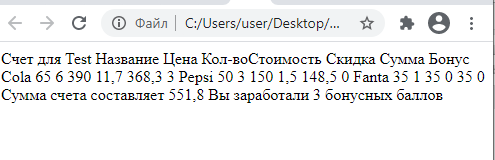 Файл
C:/Users/user/Desktop/...
Счет для Test Название Цена Кол-воСтоимость Скидка Сумма Бонус
Cola 65 6 390 11,7 368,3 3 Pepsi 50 3 150 1,5 148,5 0 Fanta 35 1 35 0 35 0
Сумма счета составляет 551,8 Вы заработали 3 бонусных баллов